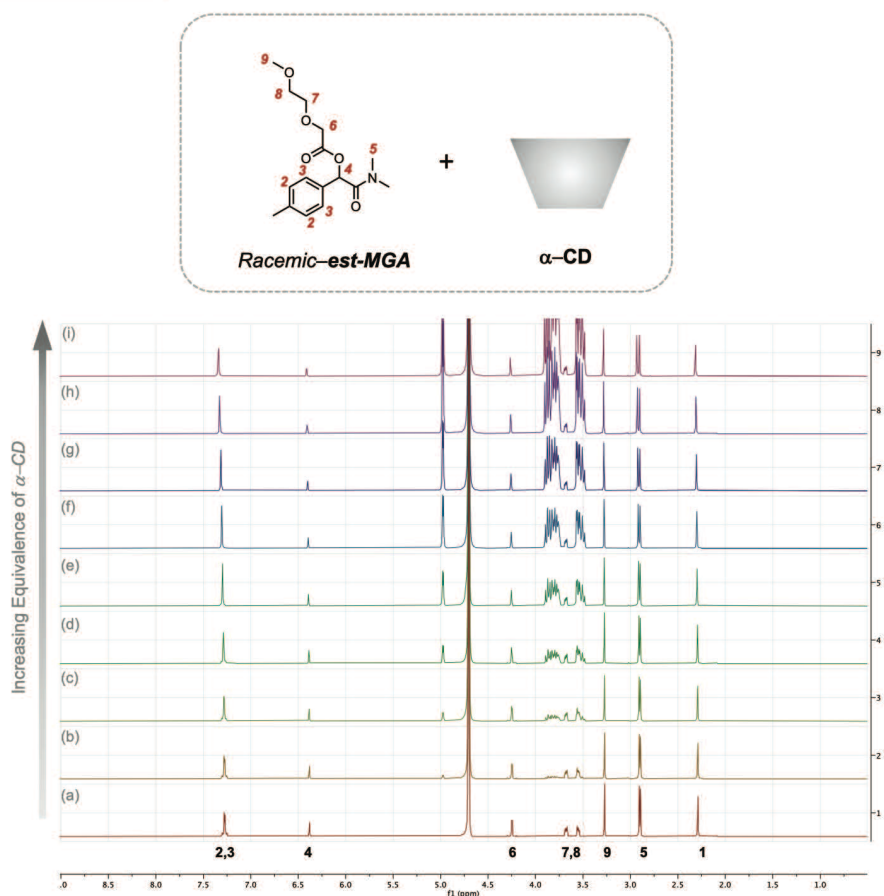 9
O
8
7
O
6
O
O
5
3
4
N
2
O
3
2
+
Racemic–est-MGA
α–CD
Increasing Equivalence of α-CD
(i)
9
(h)
8
(g)
7
(f)
6
(e)
5
(d)
4
(c)
3
(b)
2
(a)
1
2,3 4 6 7,8 9 5 1
.0 8.5 8.0 7.5 7.0 6.5 6.0 5.5 5.0 4.5 4.0 3.5 3.0 2.5 2.0 1.5 1.0
f1 (ppm)